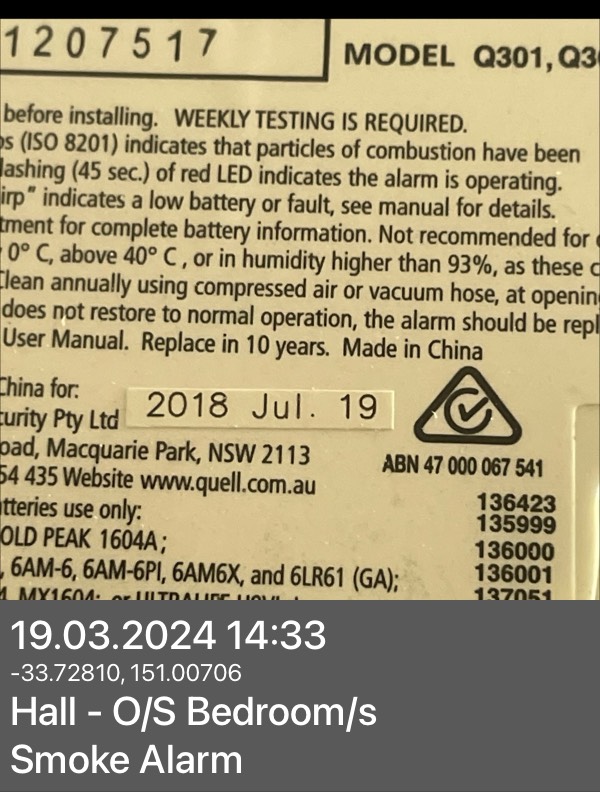 1207517
MODEL Q301, Q3
before installing. WEEKLY TESTING IS REQUIRED.
(ISO 8201) indicates that particles of combustion have been
lashing (45 sec.) of red LED indicates the alarm is operating.
irp" indicates a low battery or fault, see manual for details.
tment for complete battery information. Not recommended for
0° C, above 40° C , or in humidity higher than 93%, as these
Clean annually using compressed air or vacuum hose, at openin
does not restore to normal operation, the alarm should be repl
User Manual. Replace in 10 years. Made in China
China for:
curity Pty Ltd
2018 Jul. 19
oad, Macquarie Park, NSW 2113
54 435 Website www.quell.com.au
ABN 47 000 067 541
tteries use only:
OLD PEAK 1604A;
, 6AM-6, 6AM-6PI, 6AM6X, and 6LR61 (GA);
MX1604; or
136423
135999
136000
136001
137051
19.03.2024 14:33
-33.72810, 151.00706
Hall - O/S Bedroom/s
Smoke Alarm